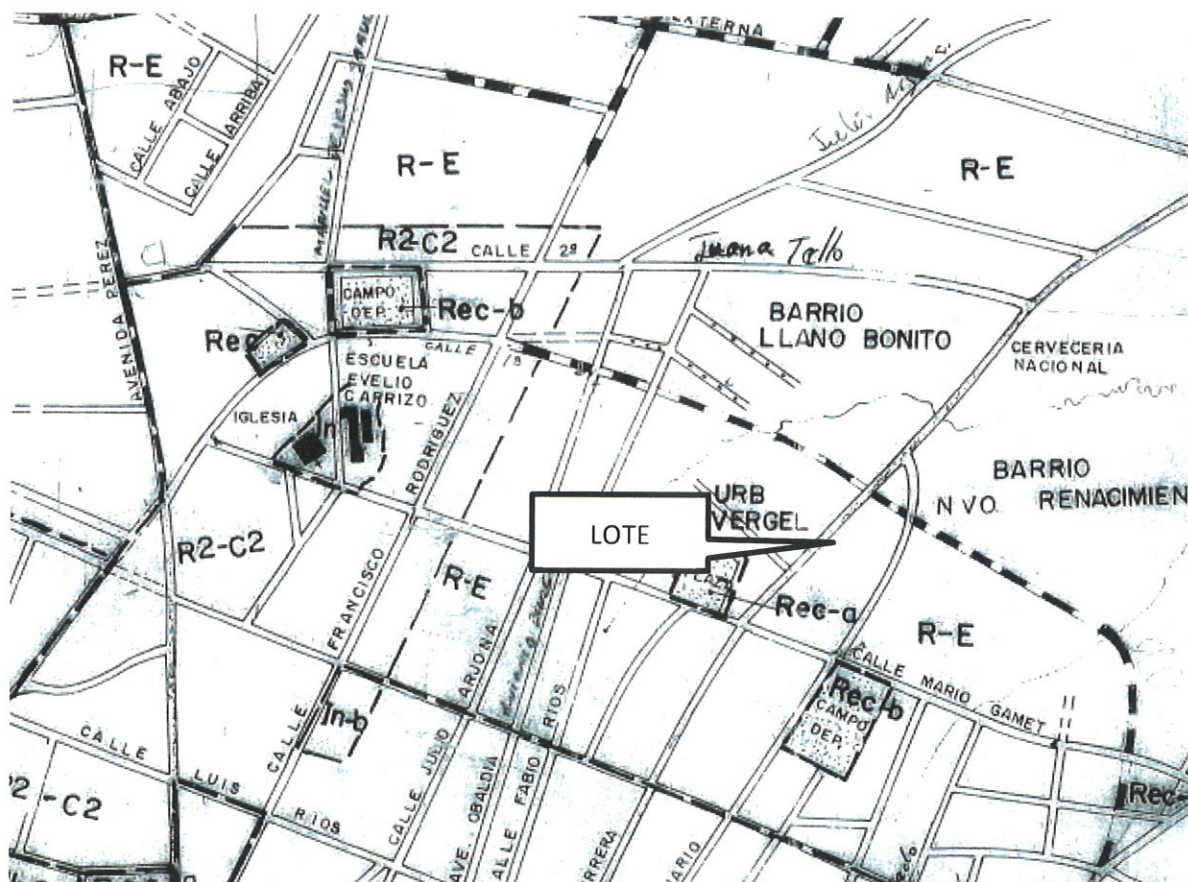 EXTERNA
R-E
CALLE ABAJO
CALLE ARRIBA
R-E
R-E
R2-C2
CALLE 2ª
Juana Tello
AVENIDA PEREZ
CAMPO
DEP.
Rec-b
Rec
BARRIO
LLANO BONITO
CERVECERIA
NACIONAL
CALLE
ESCUELA
EVELIO
CARRIZO
IGLESIA
In
RODRIGUEZ
BARRIO
NVO. RENACIMIEN
URB
VERGEL
LOTE
R2-C2
R-E
Rec-a
R-E
FRANCISCO
CALLE MARIO GAMET
Rec-b
CAMPO
DEP.
In-b
CALLE
CALLE JULIO ARJONA
AVE. OBALDIA
CALLE FABIO RIOS
CALLE LUIS RIOS
2-C2
RRERA
ARIO
Rec-